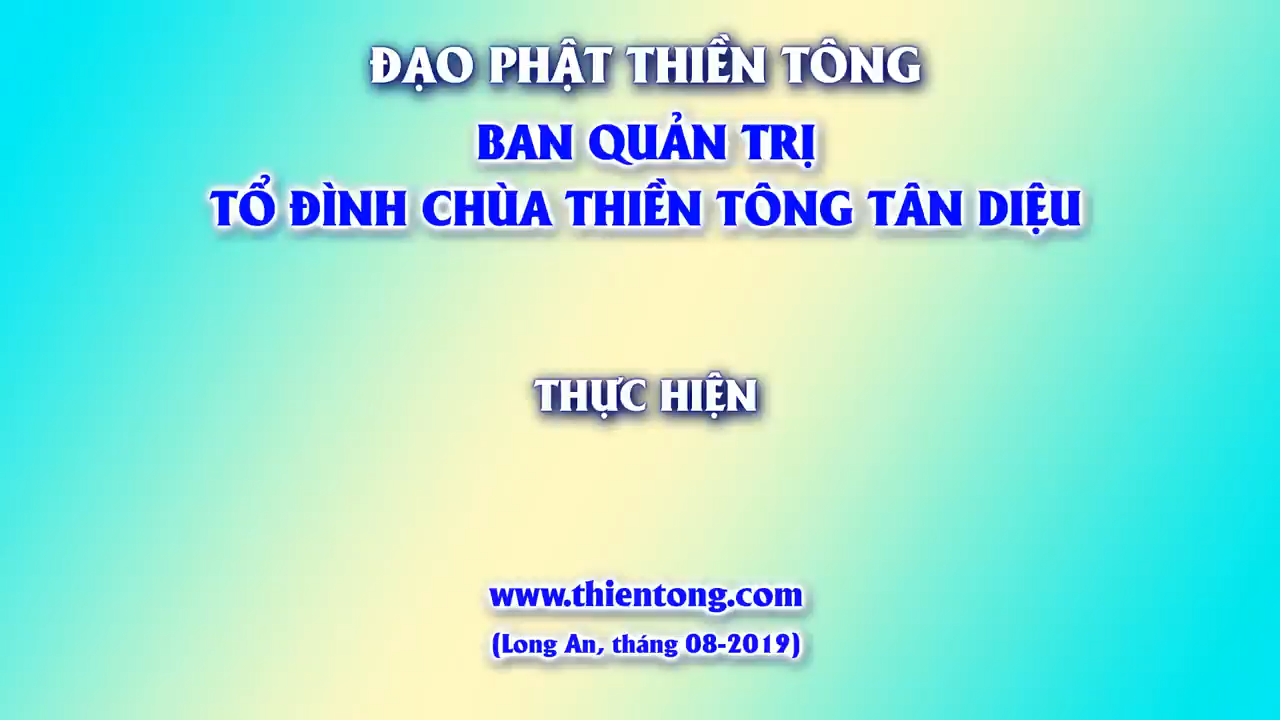 ĐẠO PHẬT THIỀN TÔNG
BAN QUẢN TRỊ
TỔ ĐÌNH CHÙA THIỀN TÔNG TÂN DIỆU
THỰC HIỆN
www.thientong.com
(Long An, tháng 08-2019)